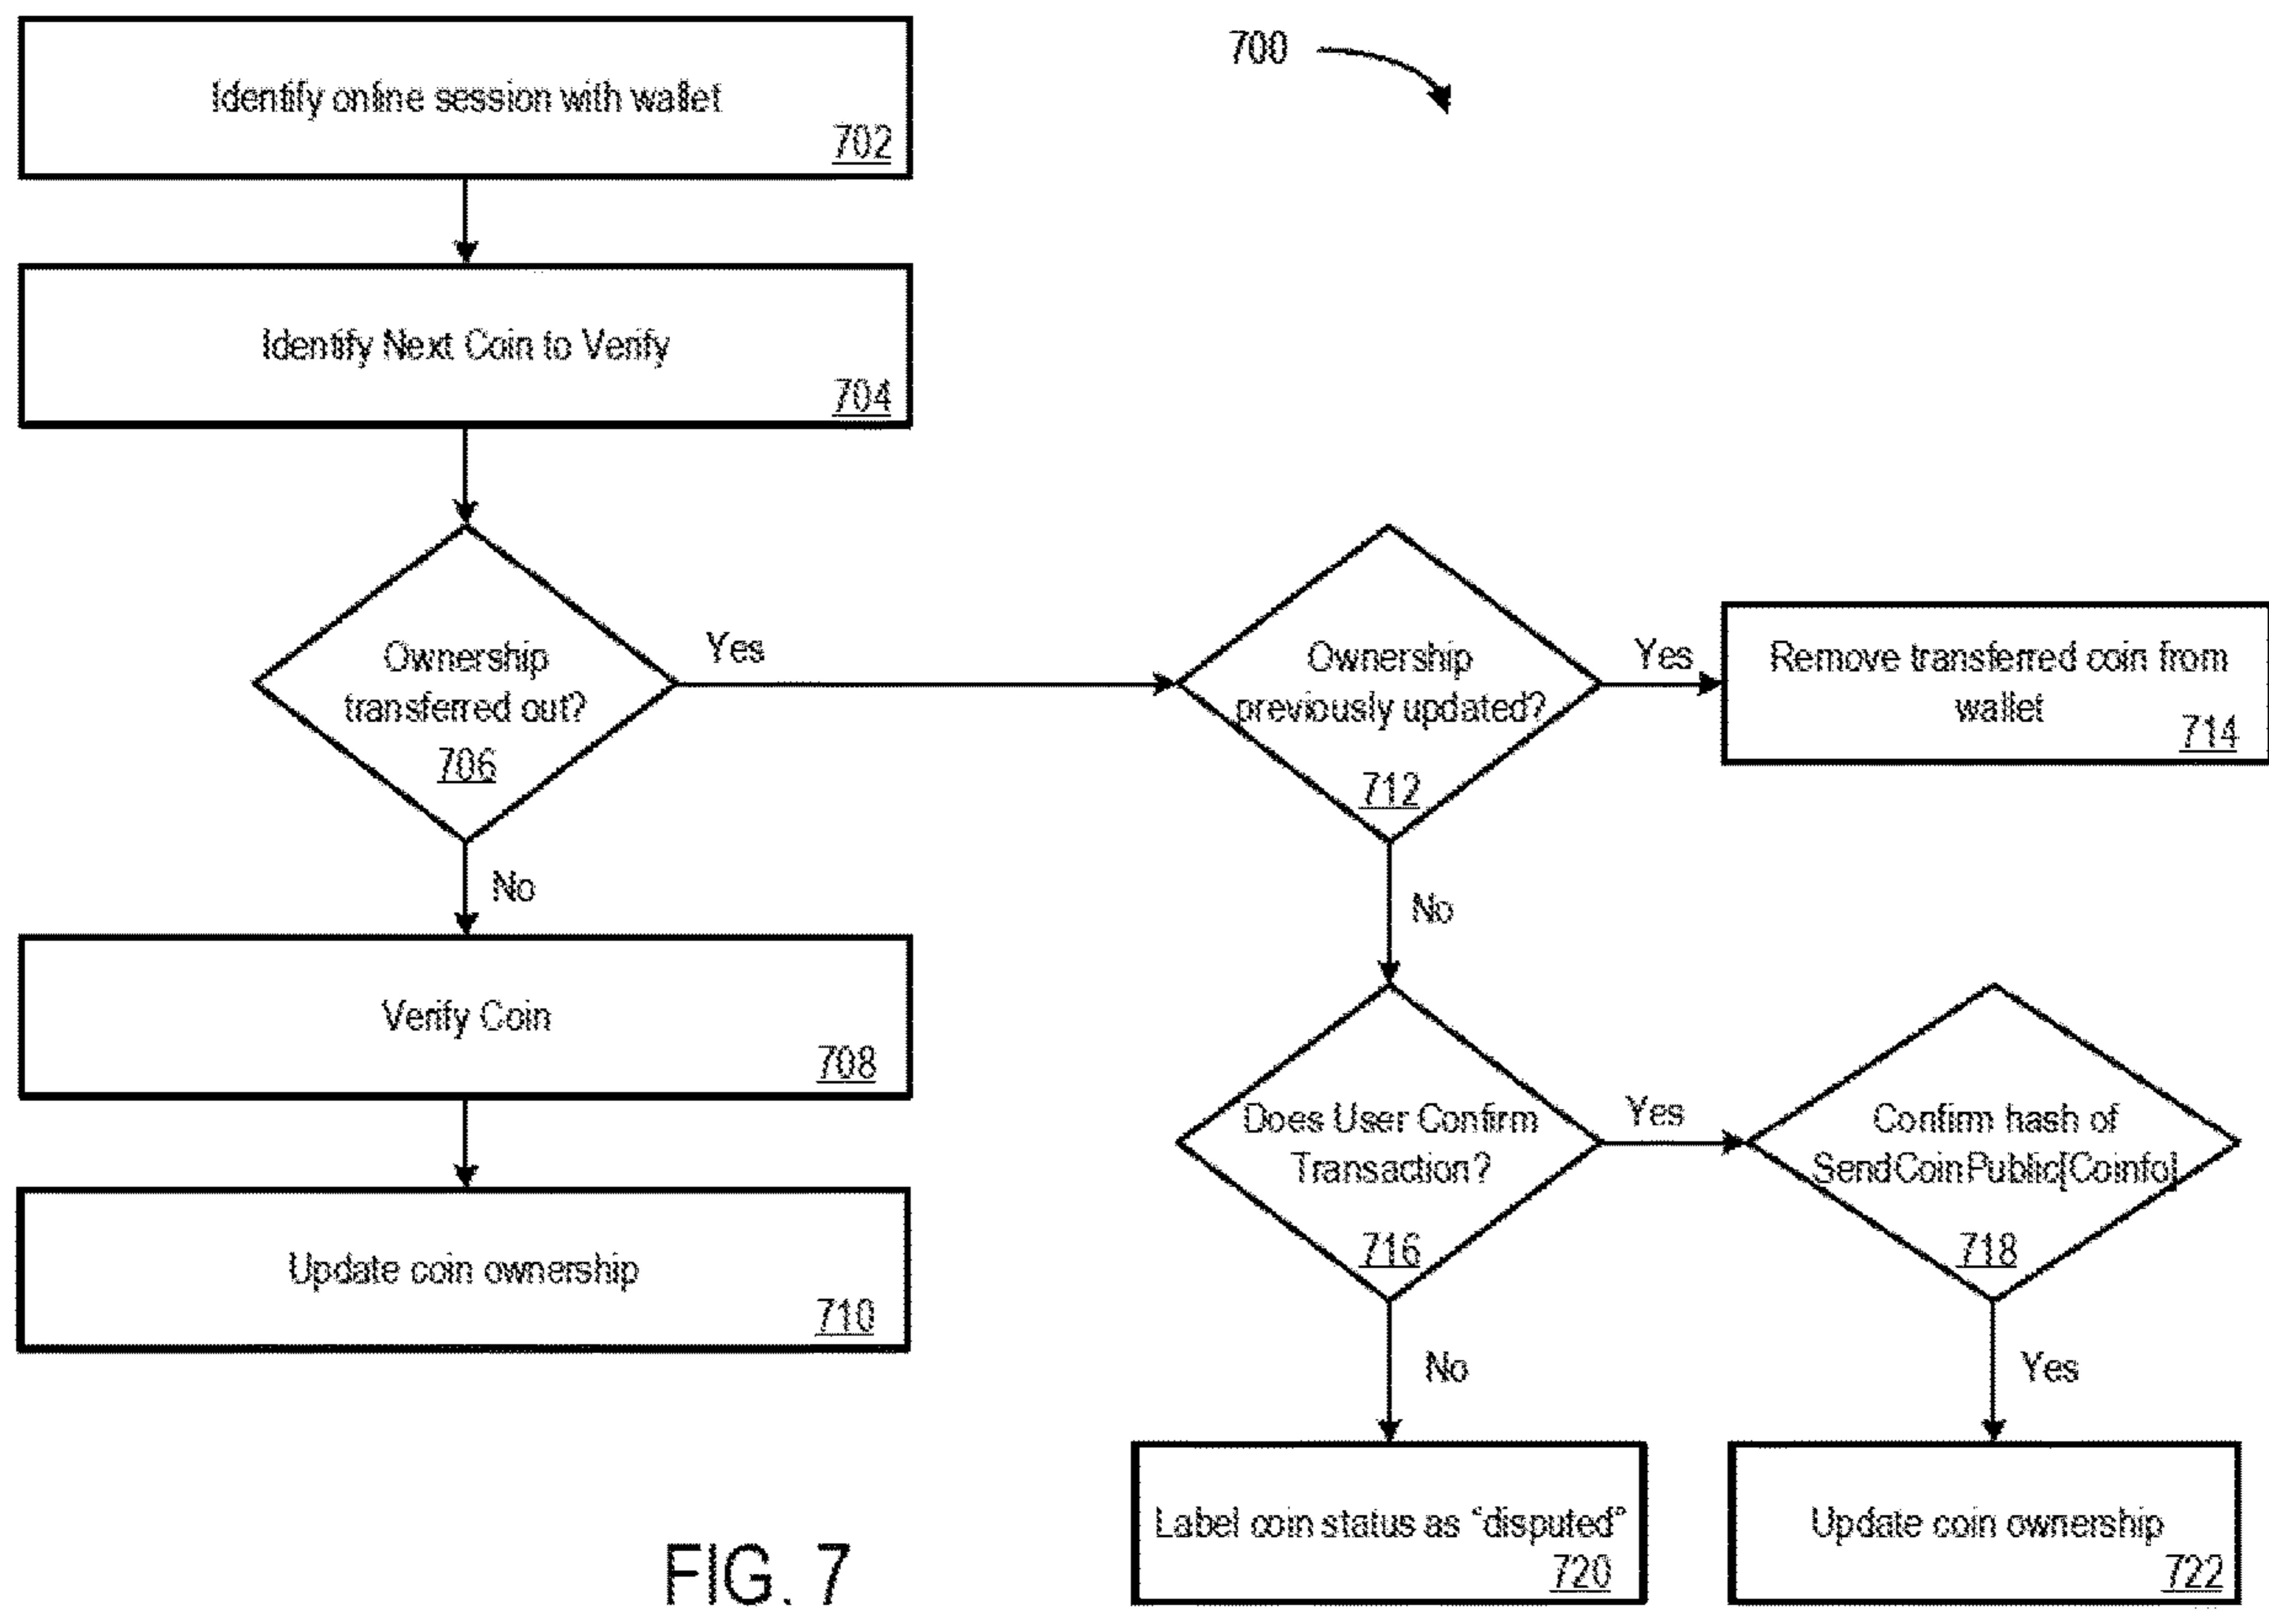 700
Identify online session with wallet
702
Identify Next Coin to Verify
704
Ownership
transferred out?
706
Yes
No
Verify Coin
708
Update coin ownership
710
Ownership
previously updated?
712
Yes
Remove transferred coin from
wallet
714
No
Does User Confirm
Transaction?
716
Yes
Confirm hash of
SendCoinPublic[Coinfo]
718
No
Yes
Label coin status as “disputed”
720
Update coin ownership
722
FIG. 7